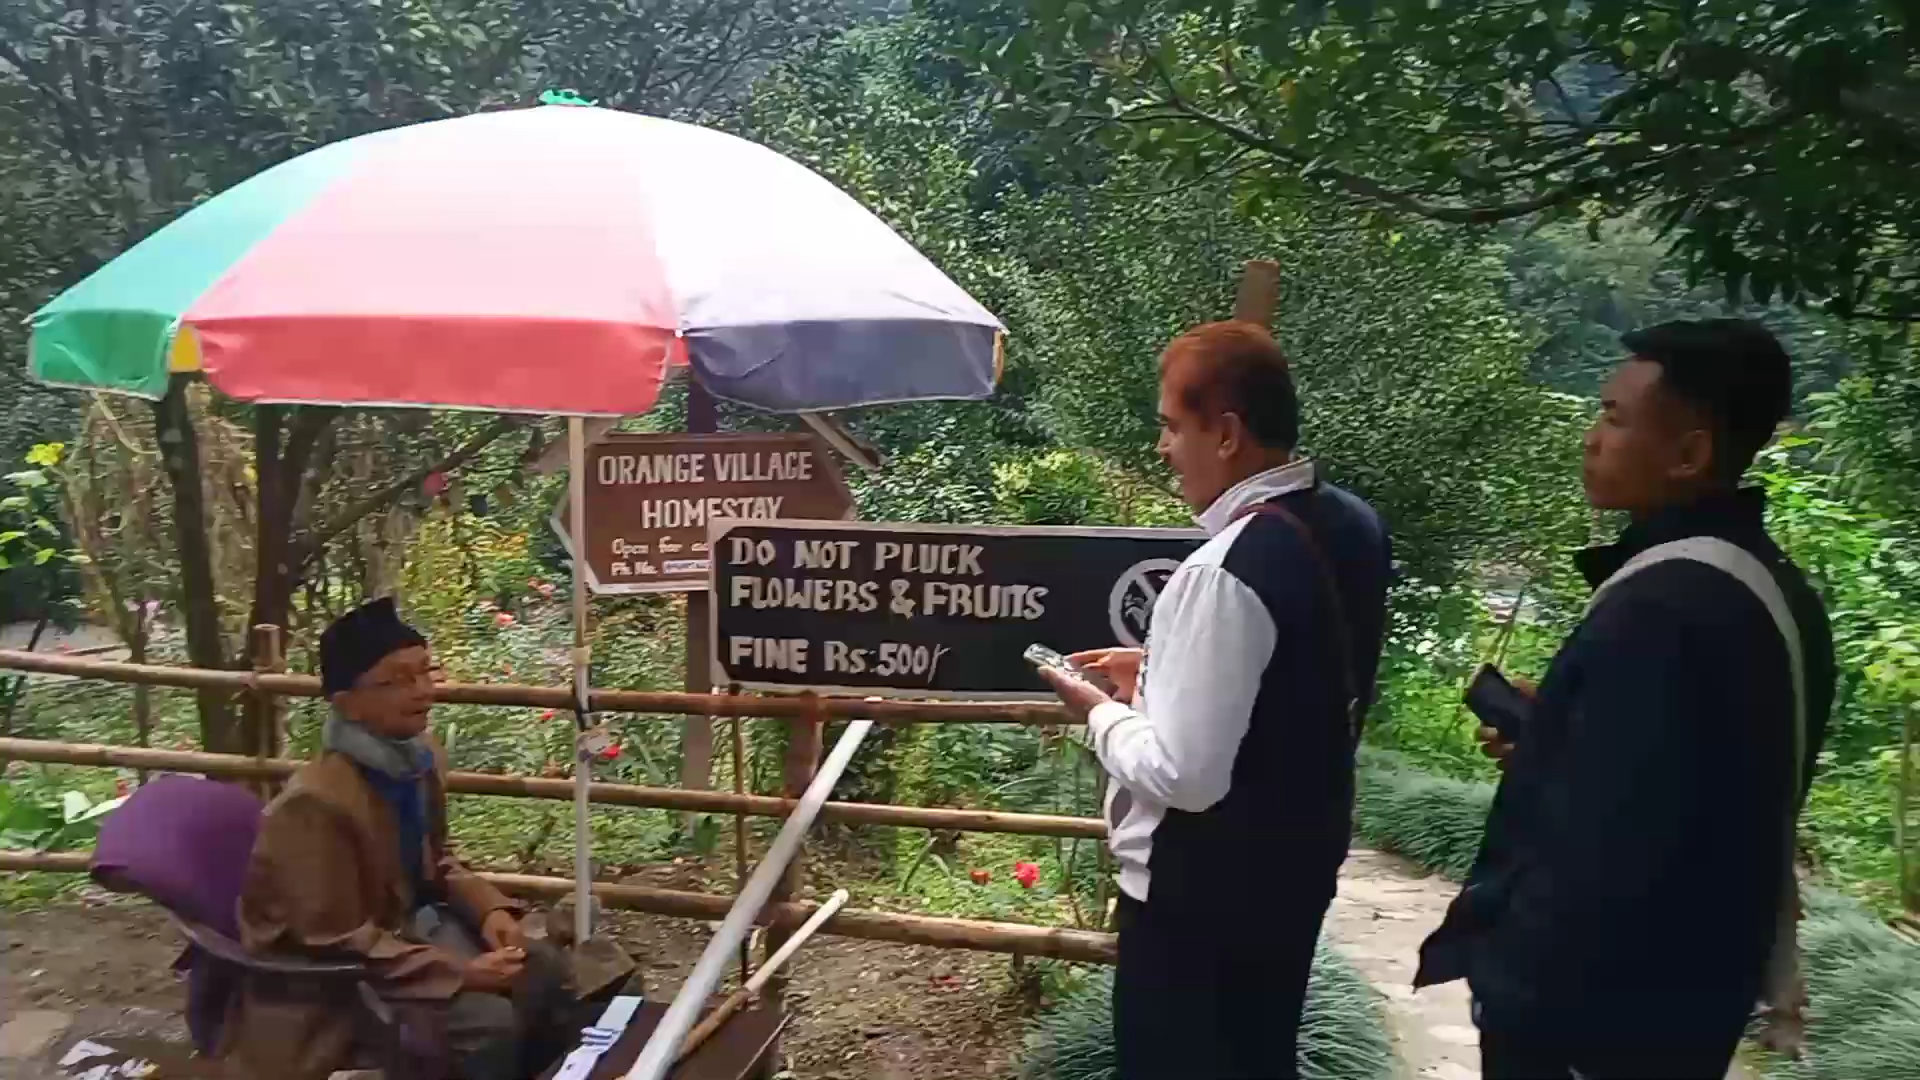 ORANGE VILLAGE
HOMESTAY
Open for
Ph. No.
DO NOT PLUCK
FLOWERS & FRUITS
FINE Rs:500/